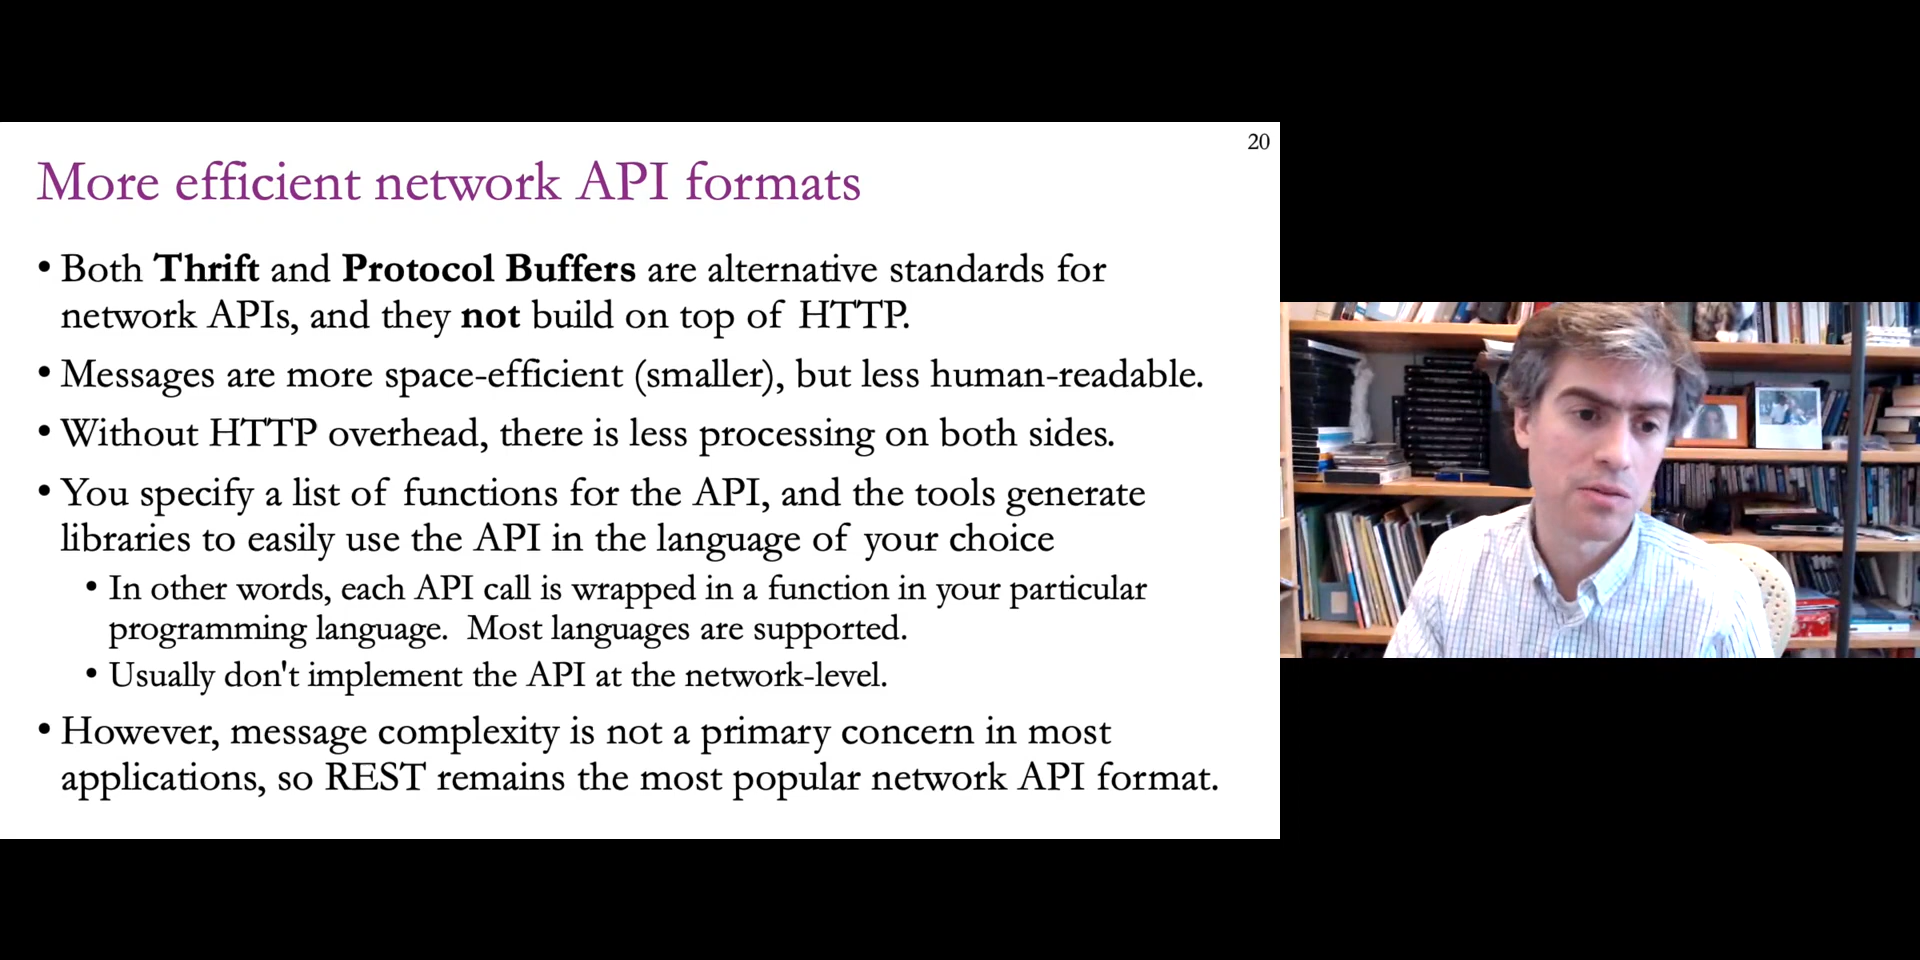 20
More efficient network API formats
• Both Thrift and Protocol Buffers are alternative standards for
network APIs, and they not build on top of HTTP.
• Messages are more space-efficient (smaller), but less human-readable.
• Without HTTP overhead, there is less processing on both sides.
• You specify a list of functions for the API, and the tools generate
libraries to easily use the API in the language of your choice
• In other words, each API call is wrapped in a function in your particular
programming language. Most languages are supported.
• Usually don't implement the API at the network-level.
• However, message complexity is not a primary concern in most
applications, so REST remains the most popular network API format.